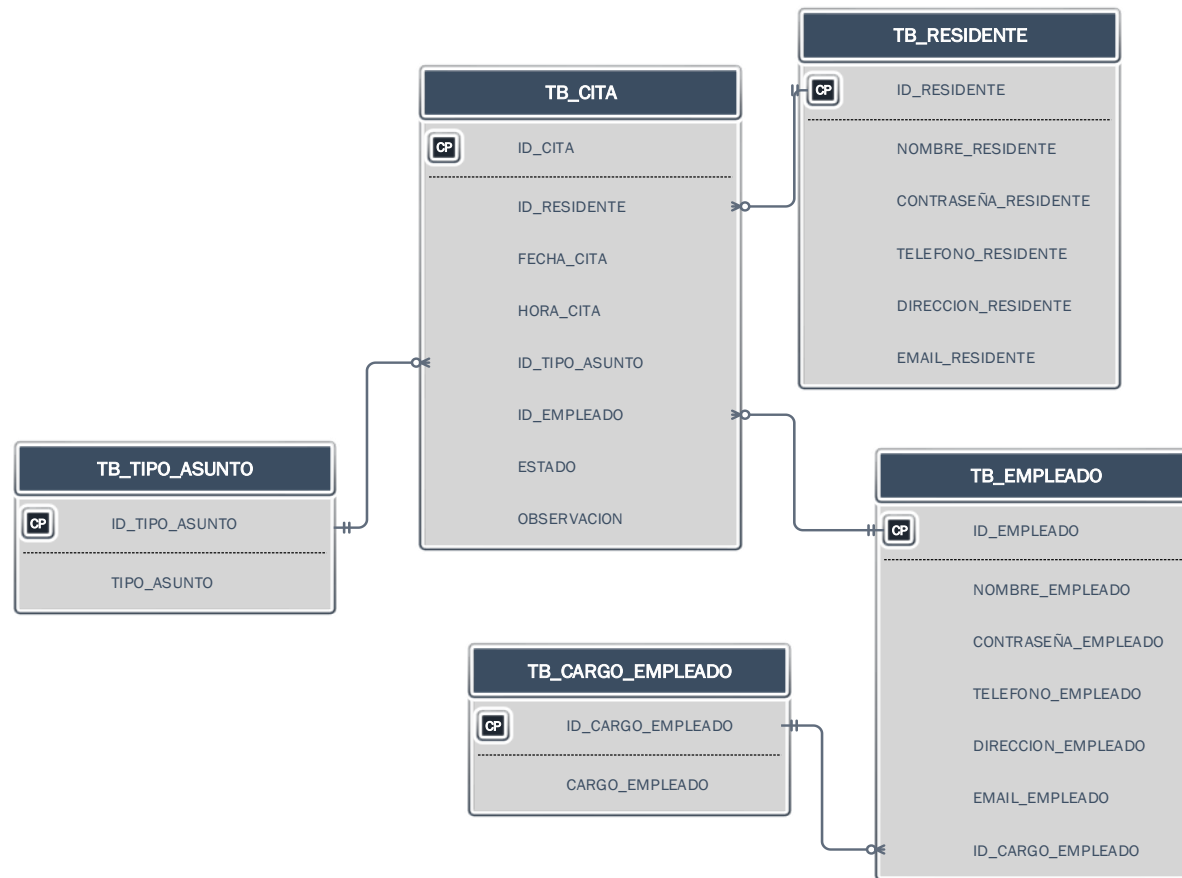 TB_RESIDENTE
CP ID_RESIDENTE
NOMBRE_RESIDENTE
CONTRASEÑA_RESIDENTE
TELEFONO_RESIDENTE
DIRECCION_RESIDENTE
EMAIL_RESIDENTE
TB_CITA
CP ID_CITA
ID_RESIDENTE
FECHA_CITA
HORA_CITA
ID_TIPO_ASUNTO
ID_EMPLEADO
ESTADO
OBSERVACION
TB_TIPO_ASUNTO
CP ID_TIPO_ASUNTO
TIPO_ASUNTO
TB_EMPLEADO
CP ID_EMPLEADO
NOMBRE_EMPLEADO
CONTRASEÑA_EMPLEADO
TELEFONO_EMPLEADO
DIRECCION_EMPLEADO
EMAIL_EMPLEADO
ID_CARGO_EMPLEADO
TB_CARGO_EMPLEADO
CP ID_CARGO_EMPLEADO
CARGO_EMPLEADO